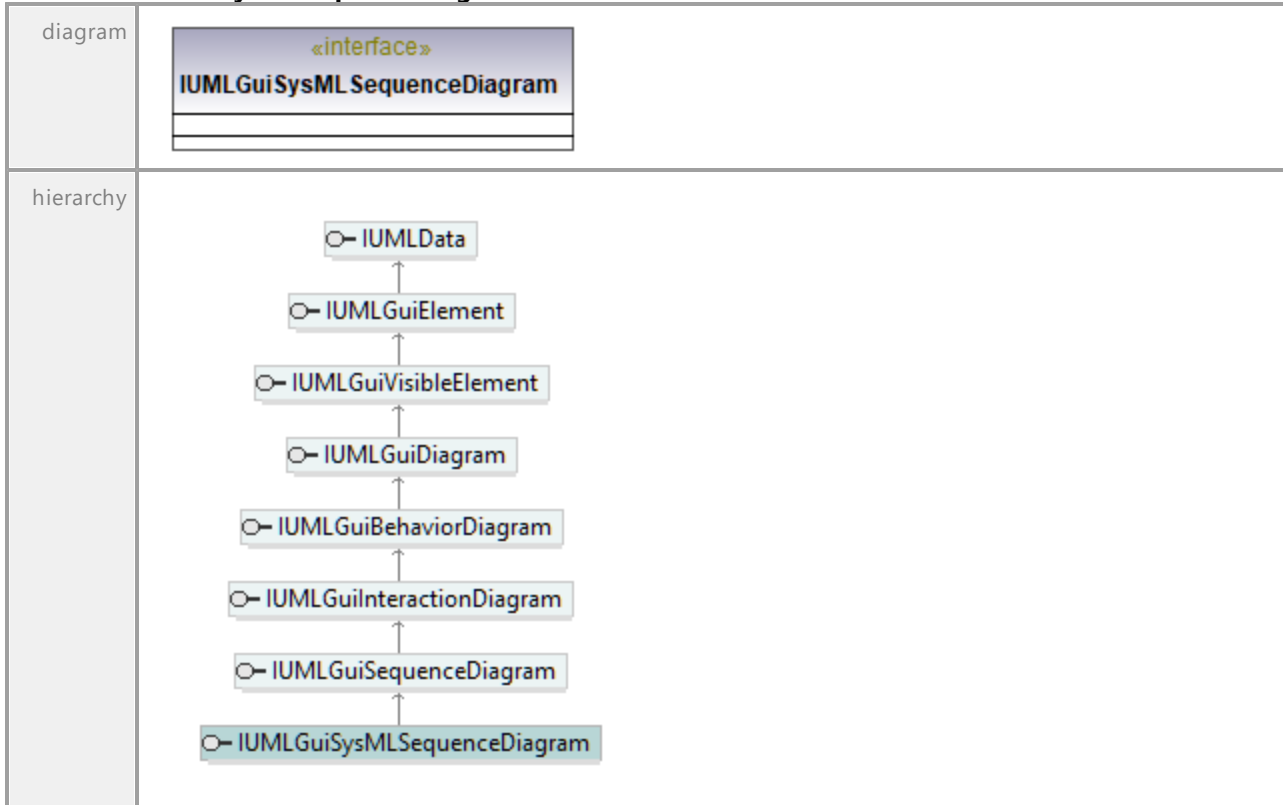 diagram
«interface»
IUMLGuiSysMLSequenceDiagram
hierarchy
IUMLData
IUMLGuiElement
IUMLGuiVisibleElement
IUMLGuiDiagram
IUMLGuiBehaviorDiagram
IUMLGuiInteractionDiagram
IUMLGuiSequenceDiagram
IUMLGuiSysMLSequenceDiagram